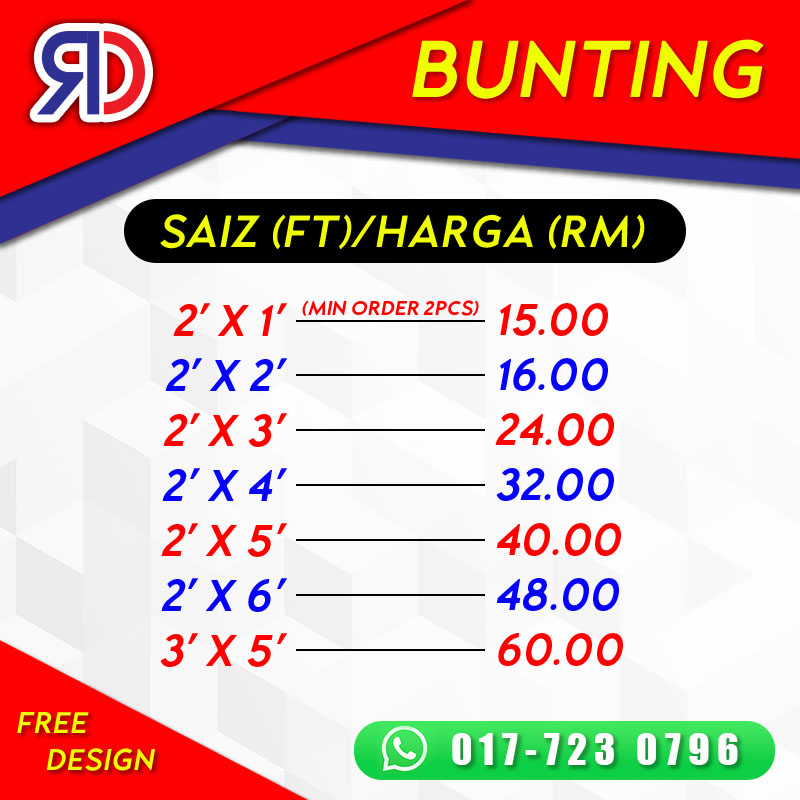 RD
BUNTING
SAIZ (FT)/HARGA (RM)
2' X 1' (MIN ORDER 2PCS) 15.00
2' X 2' 16.00
2' X 3' 24.00
2' X 4' 32.00
2' X 5' 40.00
2' X 6' 48.00
3' X 5' 60.00
FREE
DESIGN
017-723 0796